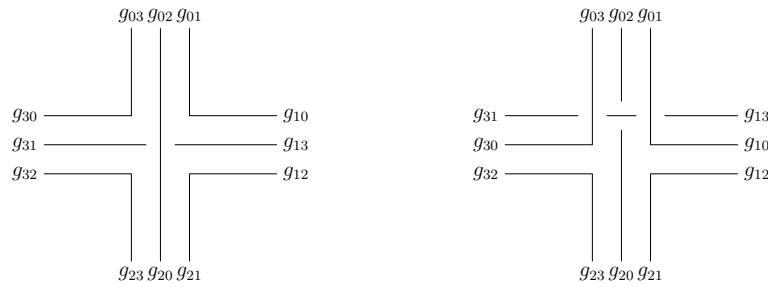 g₀₃ g₀₂ g₀₁ g₀₃ g₀₂ g₀₁
g₃₀ g₁₀ g₃₁ g₁₃
g₃₁ g₁₃ g₃₀ g₁₀
g₃₂ g₁₂ g₃₂ g₁₂
g₂₃ g₂₀ g₂₁ g₂₃ g₂₀ g₂₁